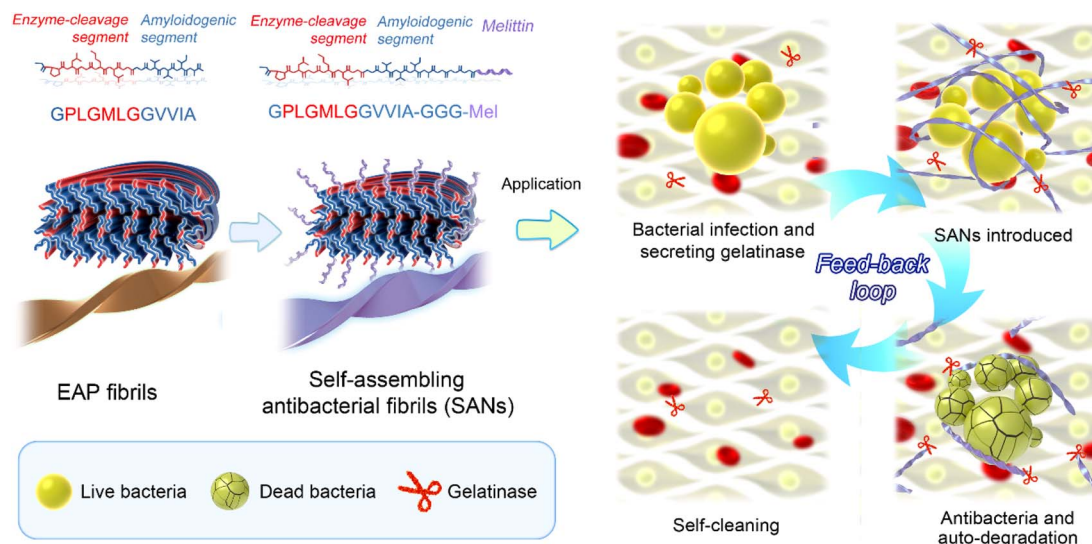 Enzyme-cleavage
segment
Amyloidogenic
segment
GPLGMLGGVVIA
Enzyme-cleavage
segment
Amyloidogenic
segment
Melittin
GPLGMLGGVVIA-GGG-Mel
EAP fibrils
Self-assembling
antibacterial fibrils (SANs)
Application
Bacterial infection and
secreting gelatinase
SANs introduced
Feed-back
loop
Self-cleaning
Antibacteria and
auto-degradation
Live bacteria
Dead bacteria
Gelatinase